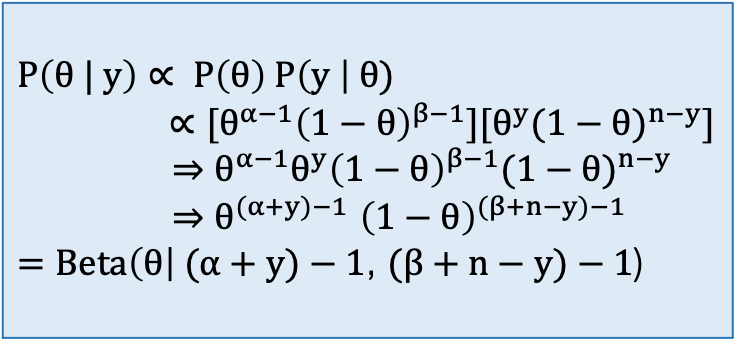 P(θ | y) ∝ P(θ) P(y | θ)
∝ [θ^(α−1)(1 − θ)^(β−1)][θ^y(1 − θ)^(n−y)]
⇒ θ^(α−1)θ^y(1 − θ)^(β−1)(1 − θ)^(n−y)
⇒ θ^((α+y)−1) (1 − θ)^((β+n−y)−1)
= Beta(θ| (α + y) − 1, (β + n − y) − 1)